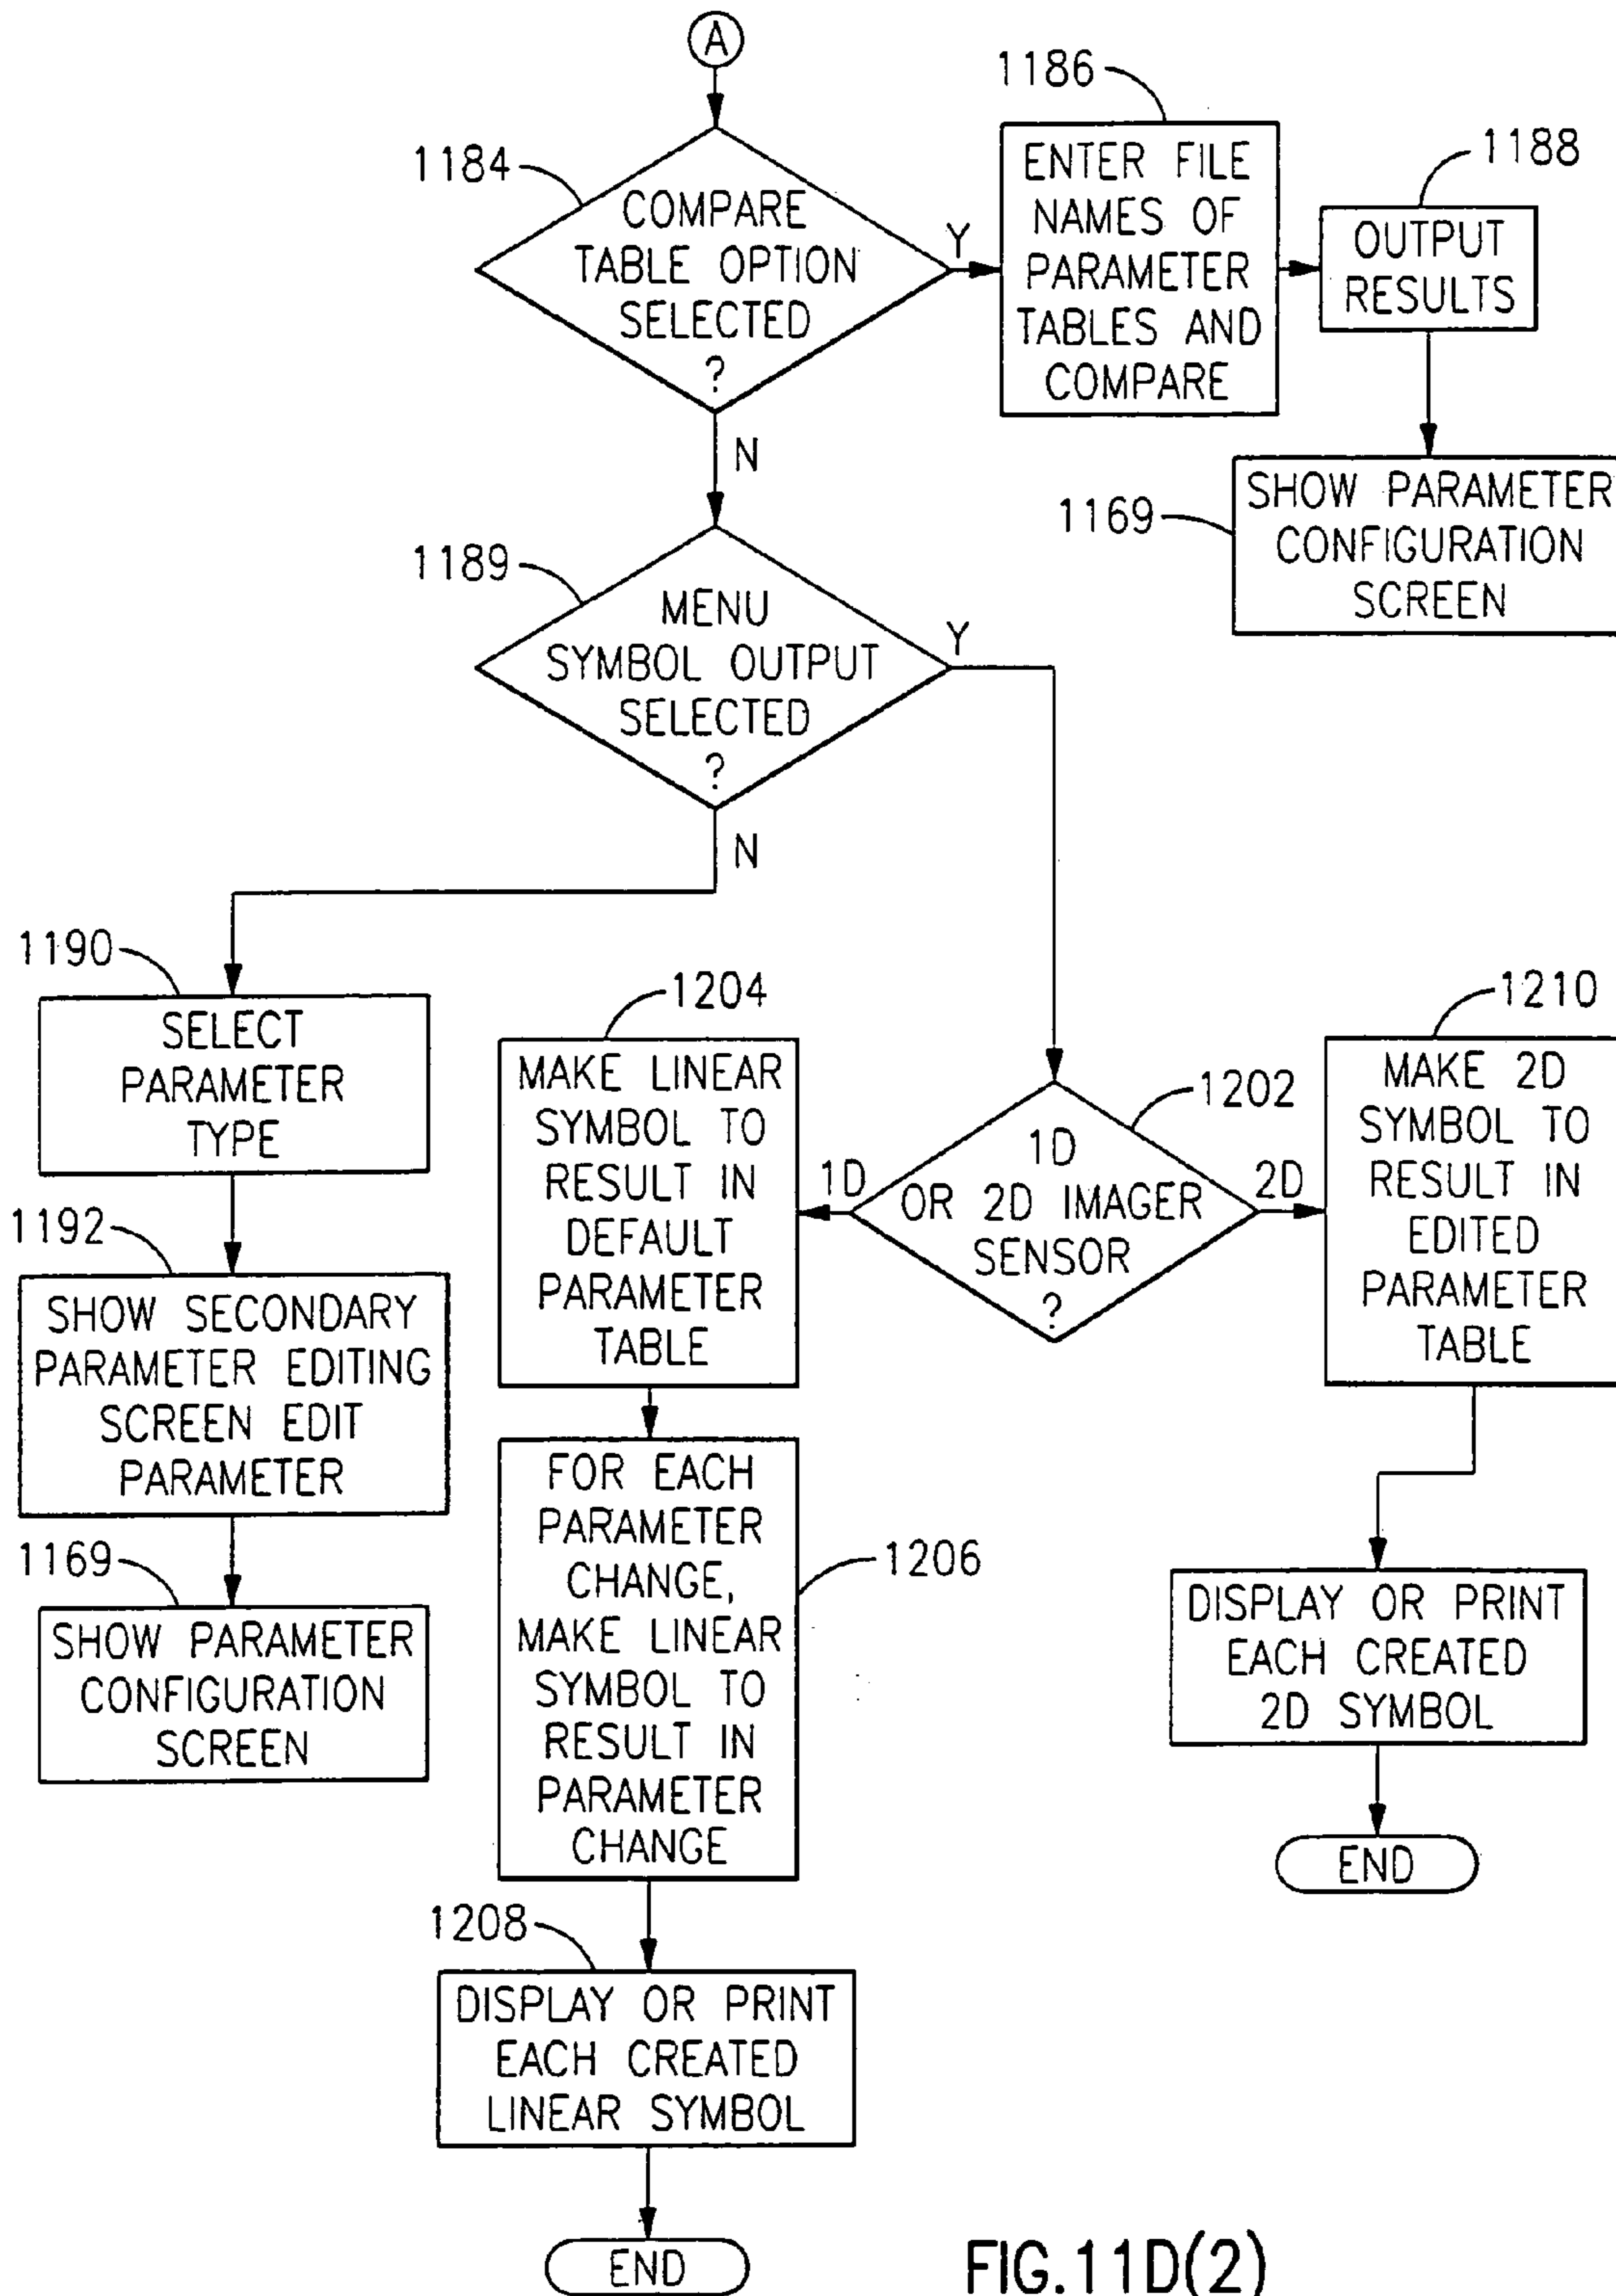 A
1184
COMPARE
TABLE OPTION
SELECTED
?
Y
N
1186
ENTER FILE
NAMES OF
PARAMETER
TABLES AND
COMPARE
1188
OUTPUT
RESULTS
1169
SHOW PARAMETER
CONFIGURATION
SCREEN
1189
MENU
SYMBOL OUTPUT
SELECTED
?
Y
N
1190
SELECT
PARAMETER
TYPE
1192
SHOW SECONDARY
PARAMETER EDITING
SCREEN EDIT
PARAMETER
1169
SHOW PARAMETER
CONFIGURATION
SCREEN
1202
1D
OR 2D IMAGER
SENSOR
?
1D
2D
1204
MAKE LINEAR
SYMBOL TO
RESULT IN
DEFAULT
PARAMETER
TABLE
1206
FOR EACH
PARAMETER
CHANGE,
MAKE LINEAR
SYMBOL TO
RESULT IN
PARAMETER
CHANGE
1208
DISPLAY OR PRINT
EACH CREATED
LINEAR SYMBOL
END
1210
MAKE 2D
SYMBOL TO
RESULT IN
EDITED
PARAMETER
TABLE
DISPLAY OR PRINT
EACH CREATED
2D SYMBOL
END
FIG.11D(2)